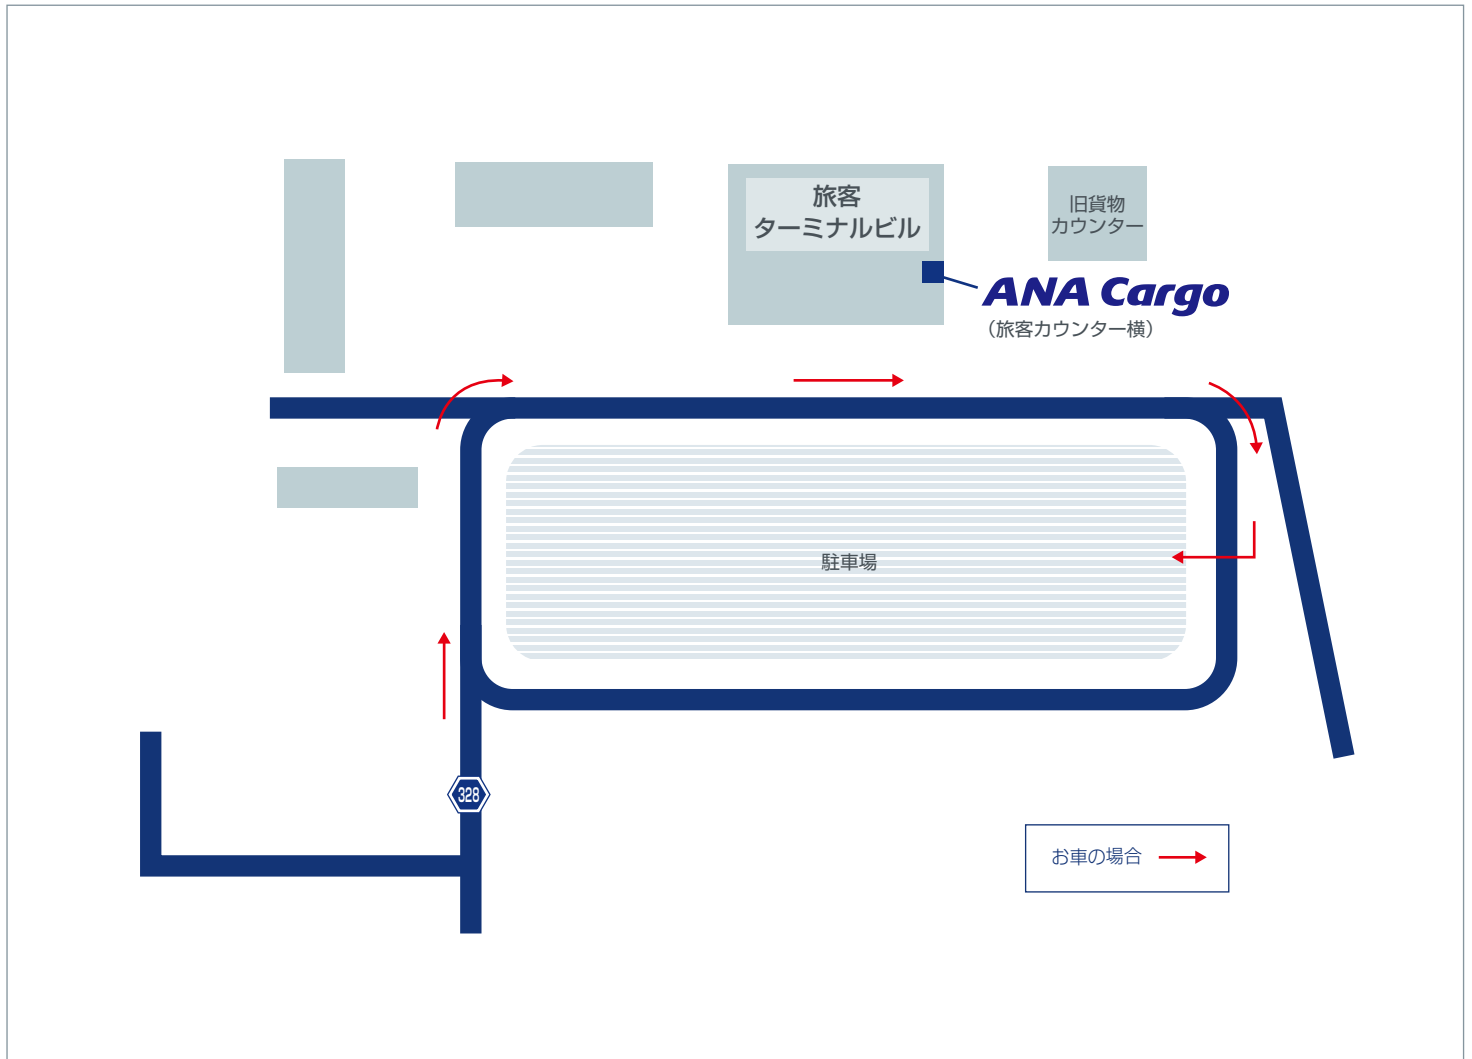 旅客
ターミナルビル
旧貨物
カウンター
ANA Cargo
（旅客カウンター横）
駐車場
328
お車の場合